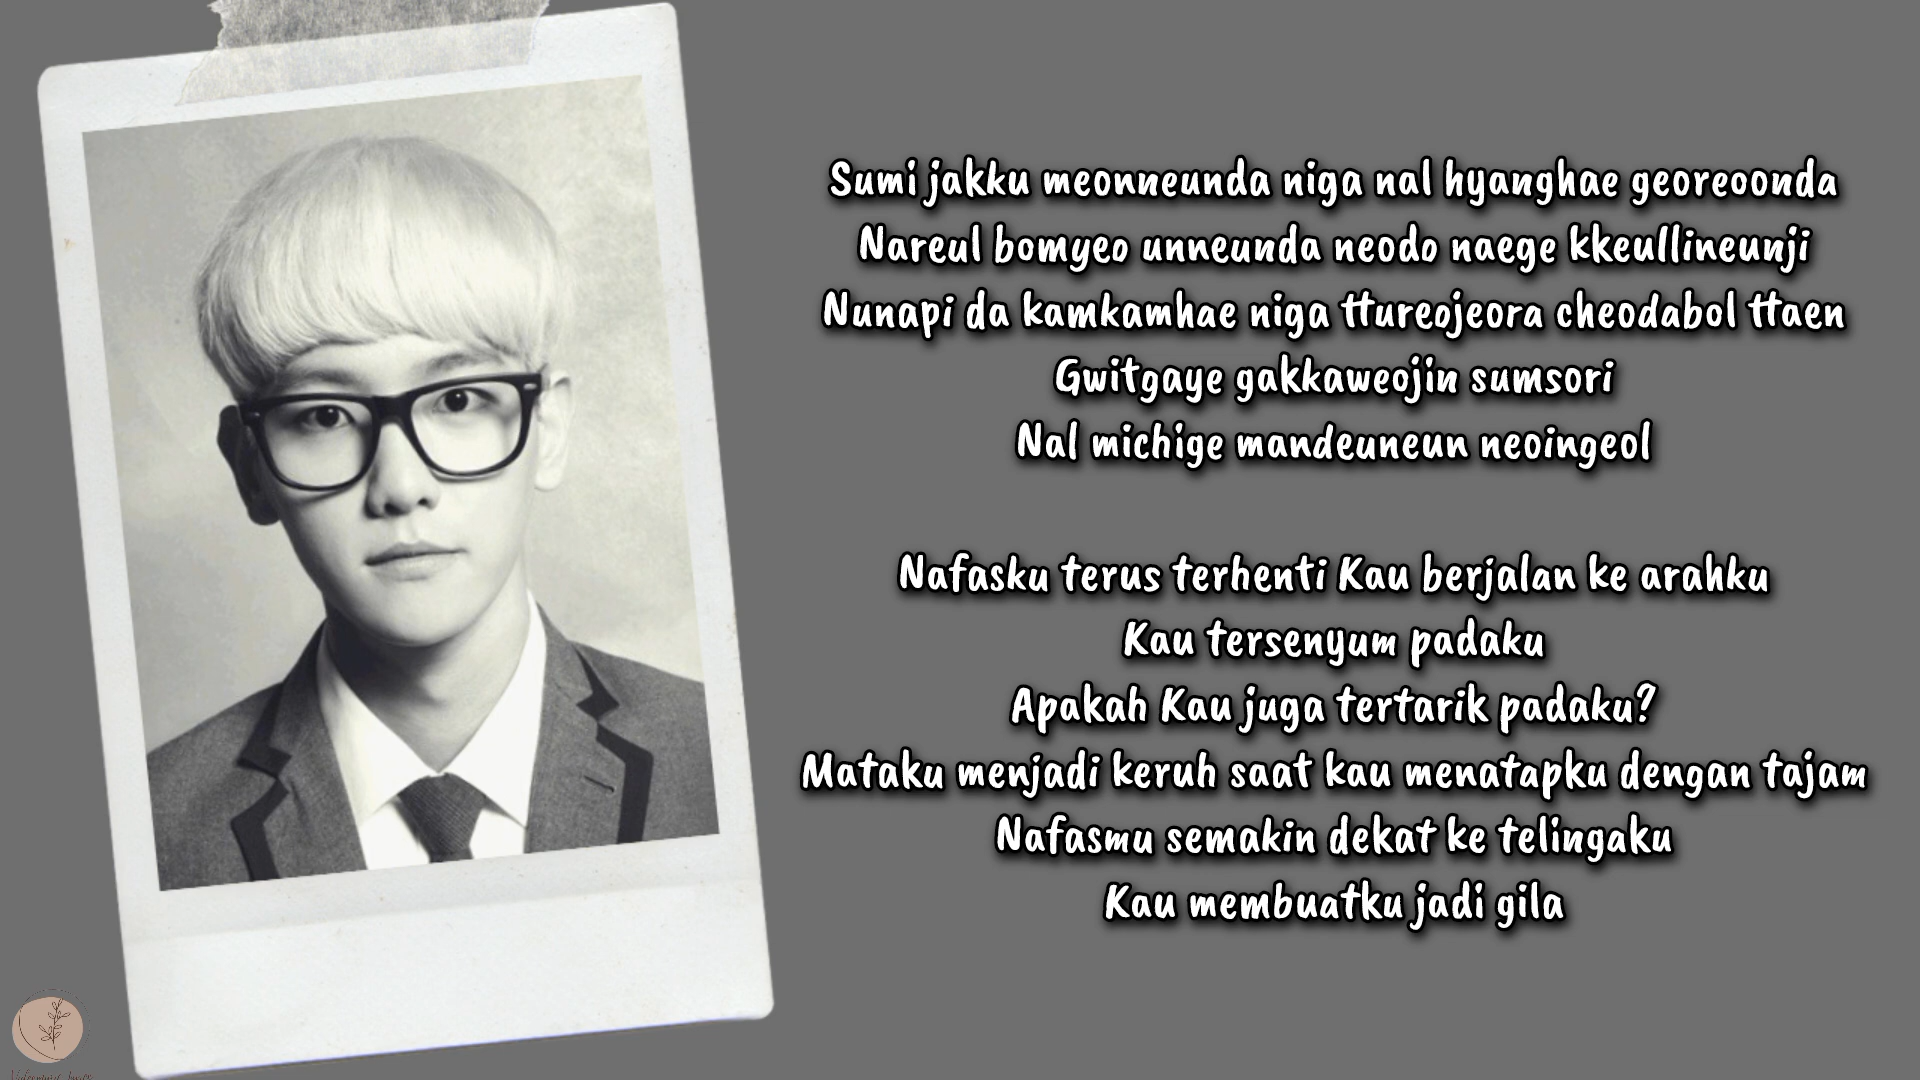 Sumi jakku meonneunda niga nal hyanghae georeoonda
Nareul bomyeo unneunda neodo naege kkeullineunji
Nunapi da kamkamhae niga ttureojeora cheodabol ttaen
Gwitgaye gakkaweojin sumsori
Nal michige mandeuneun neoingeol
Nafasku terus terhenti Kau berjalan ke arahku
Kau tersenyum padaku
Apakah Kau juga tertarik padaku?
Mataku menjadi keruh saat kau menatapku dengan tajam
Nafasmu semakin dekat ke telingaku
Kau membuatku jadi gila